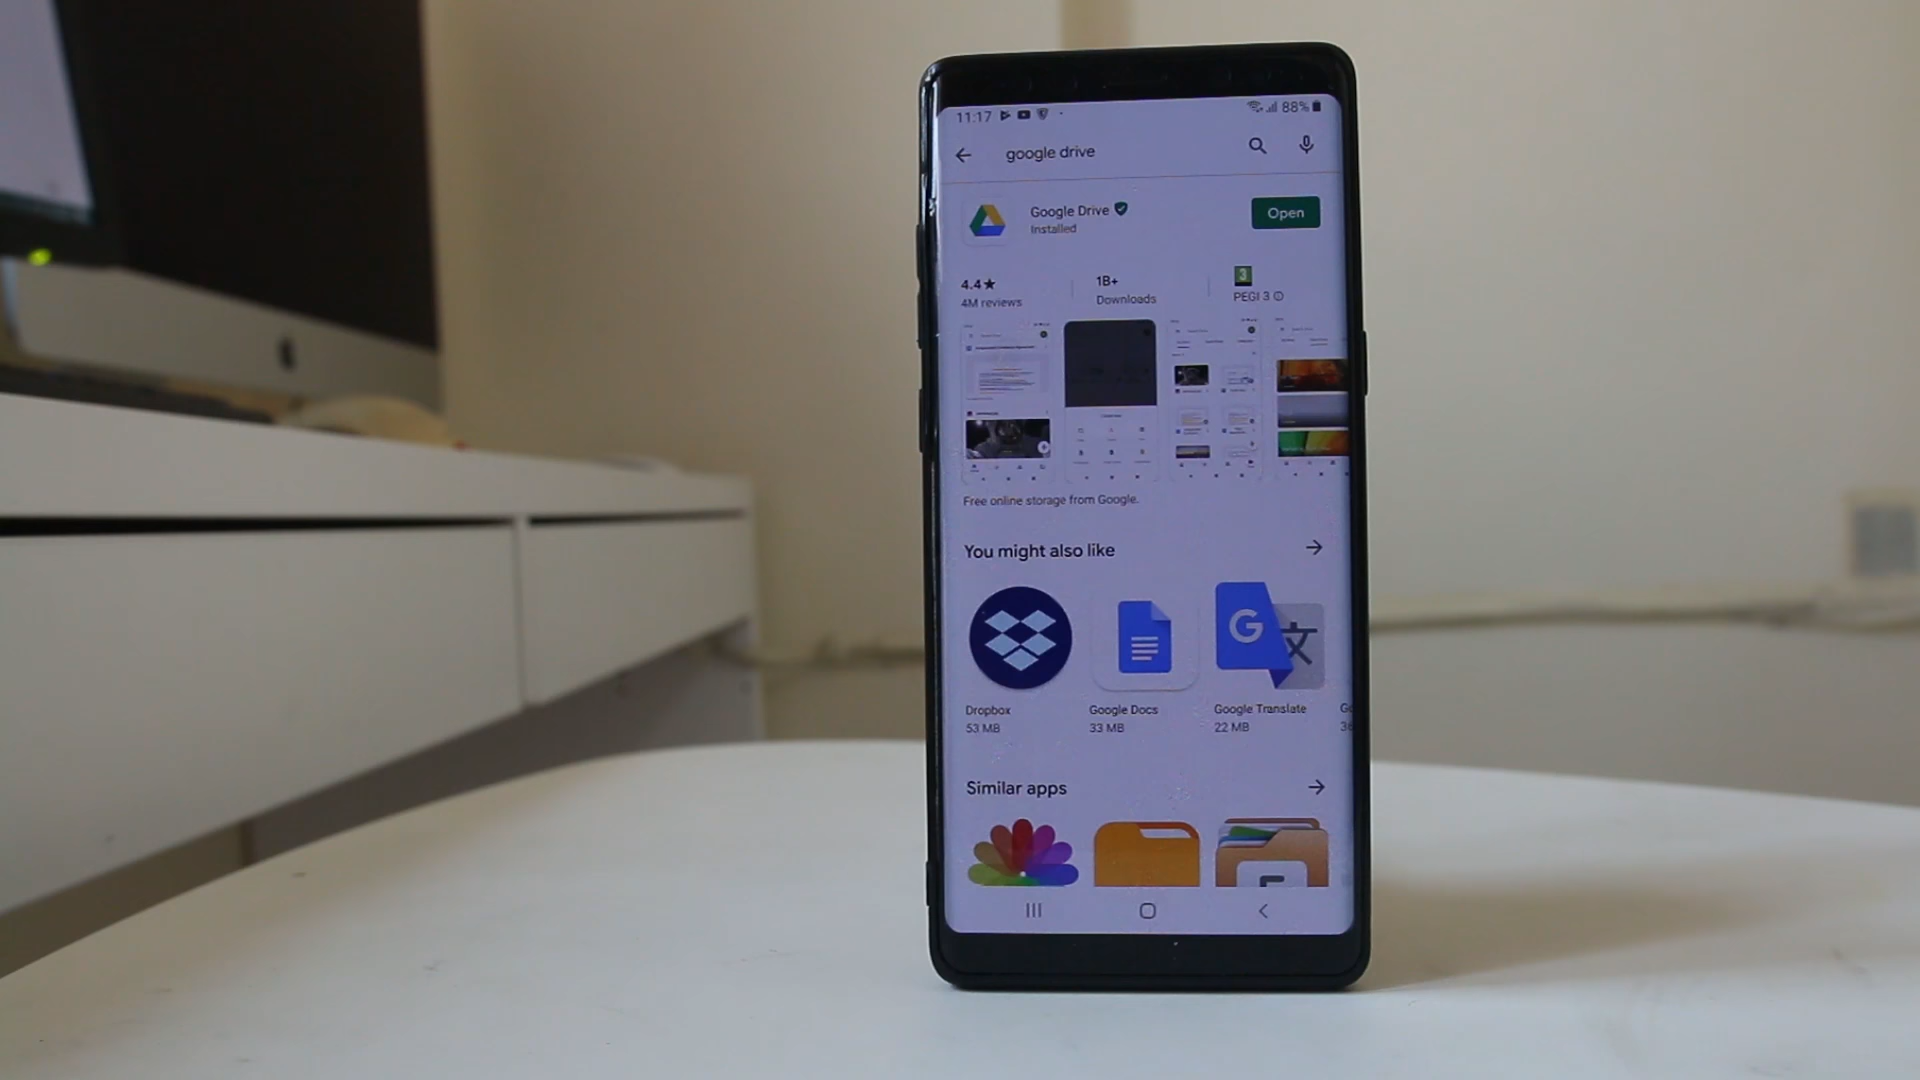 11:17
88%
google drive
Google Drive
Installed
Open
4.4★
4M reviews
1B+
Downloads
3
PEGI 3
Free online storage from Google.
You might also like
G
文
Dropbox
53 MB
Google Docs
33 MB
Google Translate
22 MB
Similar apps